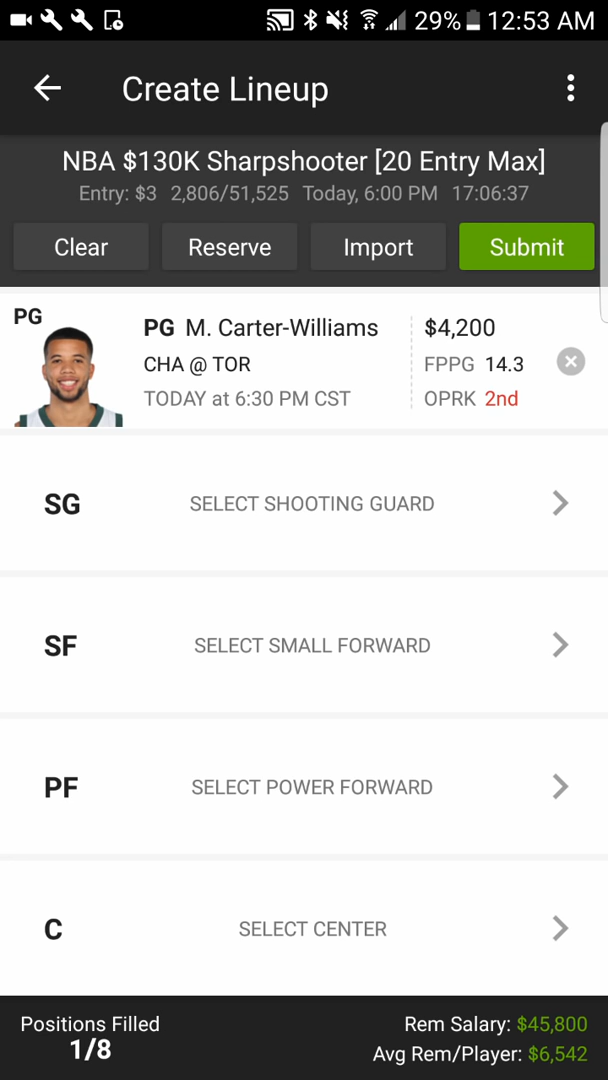 29% 12:53 AM
Create Lineup
NBA $130K Sharpshooter [20 Entry Max]
Entry: $3 2,806/51,525 Today, 6:00 PM 17:06:37
Clear Reserve Import Submit
PG PG M. Carter-Williams $4,200
CHA @ TOR FPPG 14.3
TODAY at 6:30 PM CST OPRK 2nd
SG SELECT SHOOTING GUARD
SF SELECT SMALL FORWARD
PF SELECT POWER FORWARD
C SELECT CENTER
Positions Filled Rem Salary: $45,800
1/8 Avg Rem/Player: $6,542